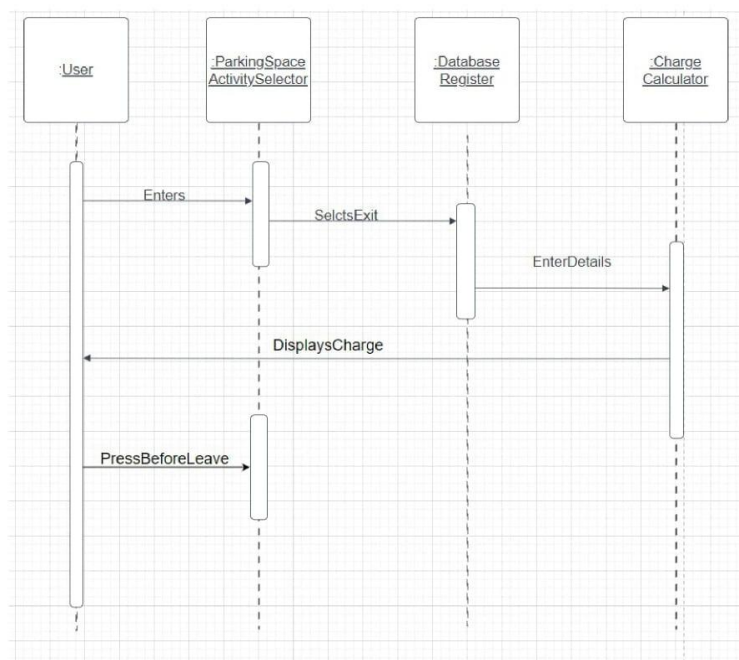 :User
:ParkingSpace
ActivitySelector
:Database
Register
:Charge
Calculator
Enters
SelctsExit
EnterDetails
DisplaysCharge
PressBeforeLeave